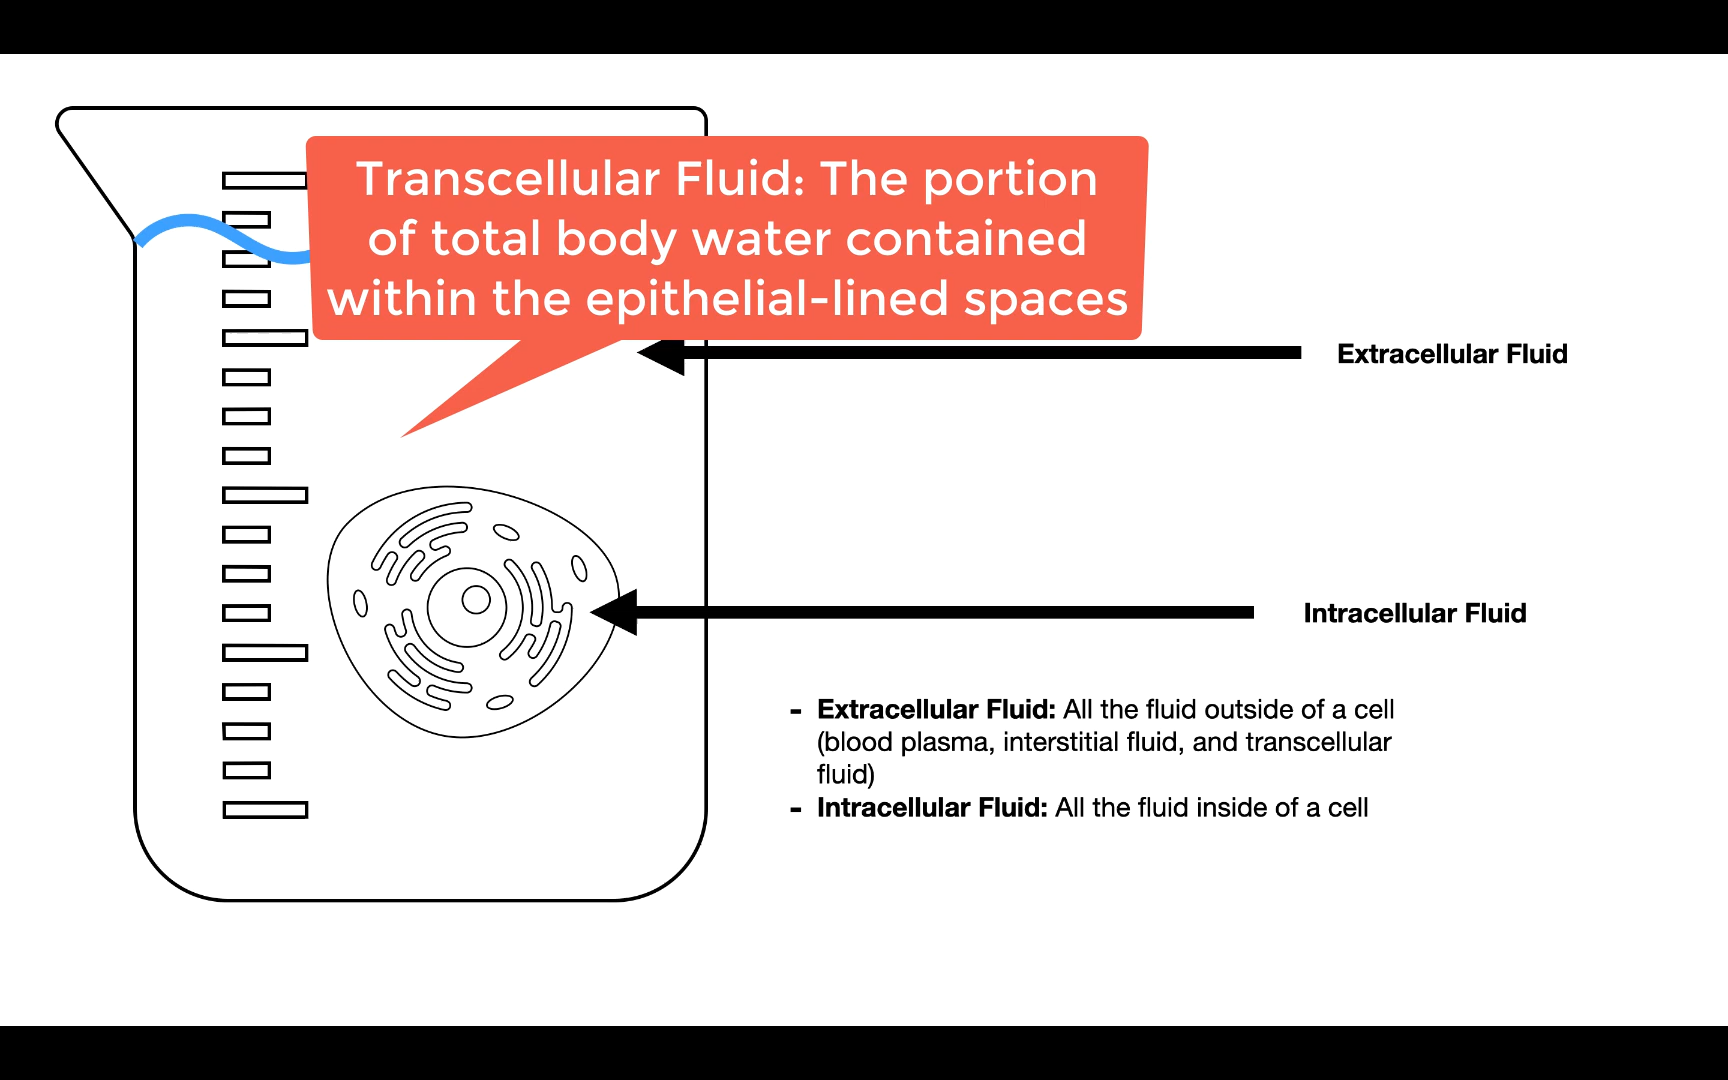 Transcellular Fluid: The portion
of total body water contained
within the epithelial-lined spaces
Extracellular Fluid
Intracellular Fluid
- Extracellular Fluid: All the fluid outside of a cell
(blood plasma, interstitial fluid, and transcellular
fluid)
- Intracellular Fluid: All the fluid inside of a cell